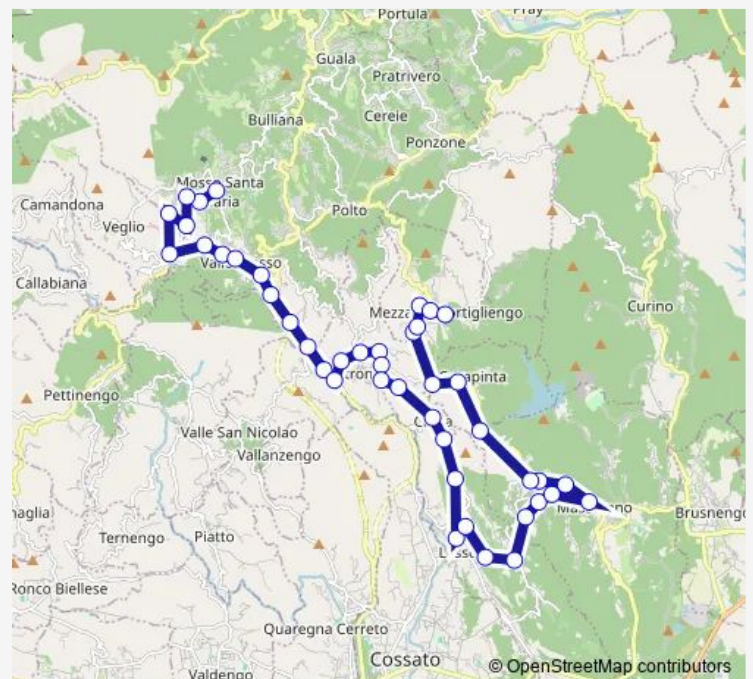 Portula
Pray
Guala
Pratrivero
Bulliana
Cereie
Ponzone
Camandona
Polto
Veglio
Callabiana
Curino
Pettinengo
Valle San Nicolao
Vallanzengo
Brusnengo
Ternengo
Piatto
Ronco Biellese
Quaregna Cerreto
Cossato
Valdengo
© OpenStreetMap contributors